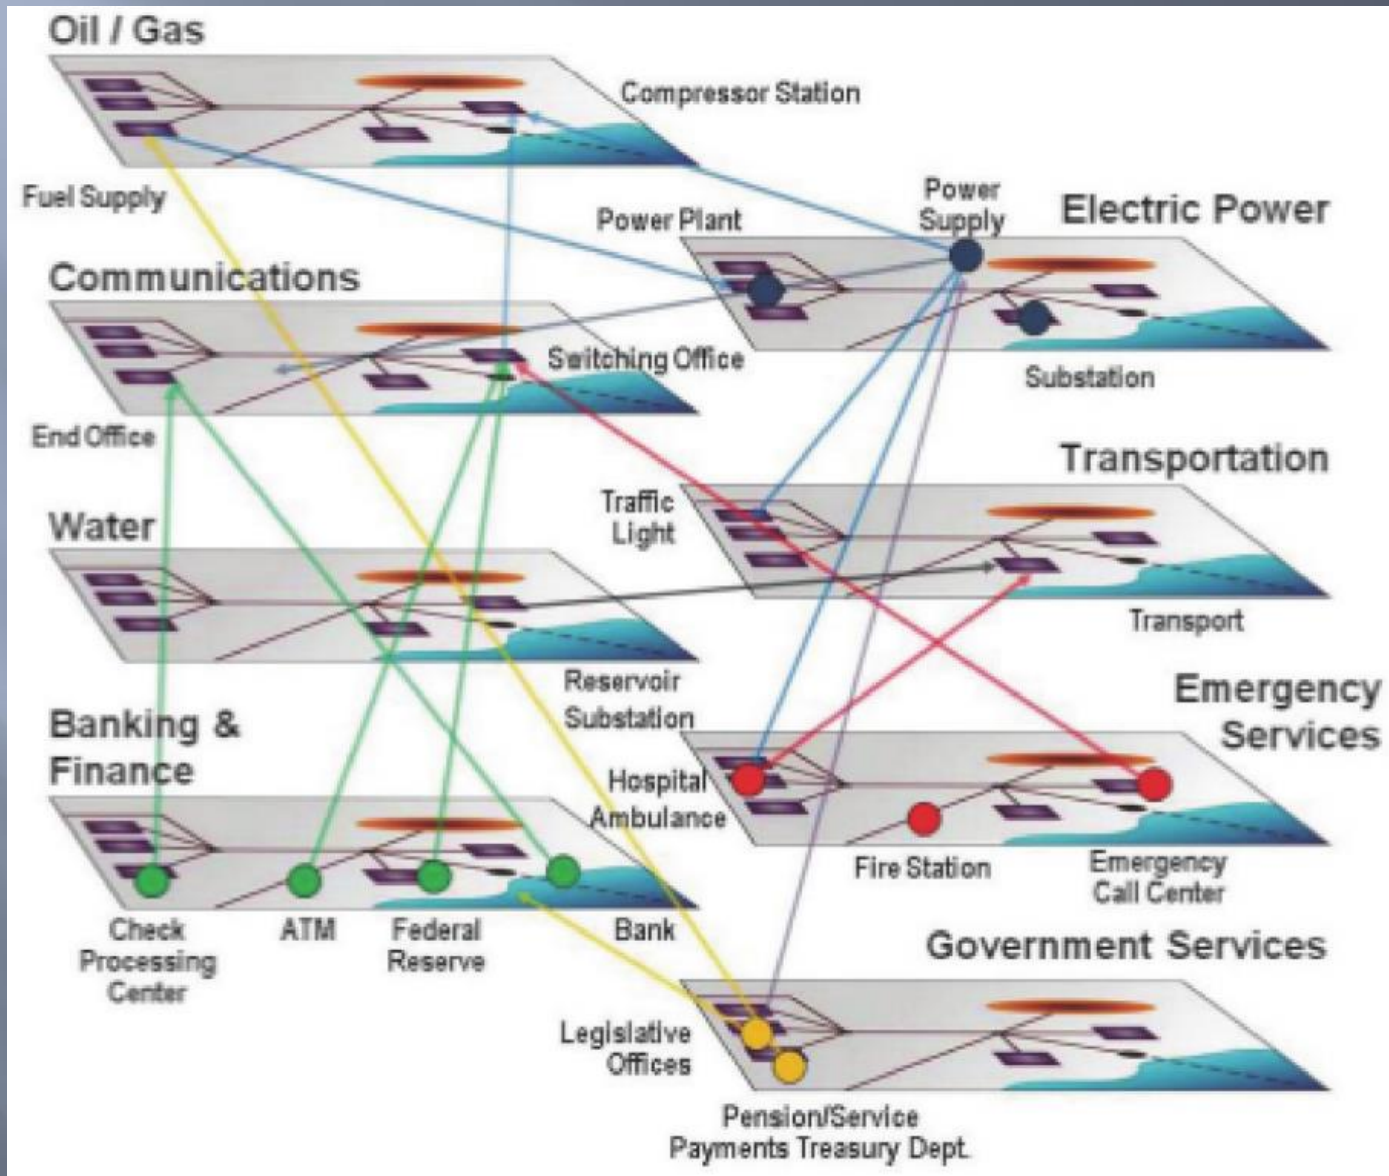 Oil / Gas
Compressor Station
Fuel Supply
Power Plant
Power
Supply
Electric Power
Communications
Switching Office
Substation
End Office
Transportation
Traffic
Light
Water
Transport
Reservoir
Substation
Emergency
Services
Banking &
Finance
Hospital
Ambulance
Fire Station
Emergency
Call Center
Check
Processing
Center
ATM
Federal
Reserve
Bank
Government Services
Legislative
Offices
Pension/Service
Payments Treasury Dept.